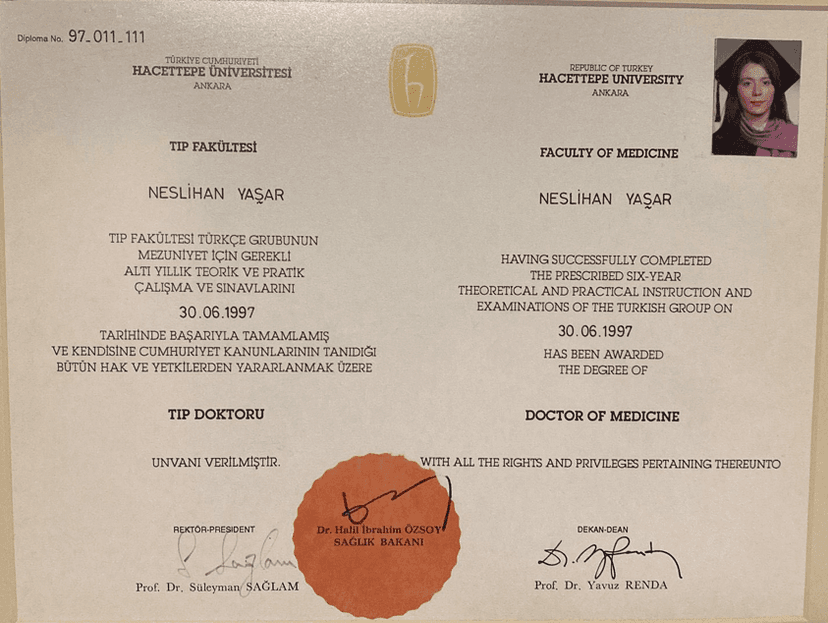 Diploma No. 97-011-111
TÜRKİYE CUMHURİYETİ
HACETTEPE ÜNİVERSİTESİ
ANKARA
TIP FAKÜLTESİ
NESLİHAN YAŞAR
TIP FAKÜLTESİ TÜRKÇE GRUBUNUN
MEZUNİYET İÇİN GEREKLİ
ALTI YILLIK TEORİK VE PRATİK
ÇALIŞMA VE SINAVLARINI
30.06.1997
TARİHİNDE BAŞARIYLA TAMAMLAMIŞ
VE KENDİSİNE CUMHURİYET KANUNLARININ TANIDIĞI
BÜTÜN HAK VE YETKİLERDEN YARARLANMAK ÜZERE
TIP DOKTORU
UNVANI VERİLMİŞTİR.
REKTÖR-PRESIDENT
Prof. Dr. Süleyman SAĞLAM
Dr. Halil İbrahim ÖZSOY
SAĞLIK BAKANI
REPUBLIC OF TURKEY
HACETTEPE UNIVERSITY
ANKARA
FACULTY OF MEDICINE
NESLİHAN YAŞAR
HAVING SUCCESSFULLY COMPLETED
THE PRESCRIBED SIX-YEAR
THEORETICAL AND PRACTICAL INSTRUCTION AND
EXAMINATIONS OF THE TURKISH GROUP ON
30.06.1997
HAS BEEN AWARDED
THE DEGREE OF
DOCTOR OF MEDICINE
WITH ALL THE RIGHTS AND PRIVILEGES PERTAINING THEREUNTO
DEKAN-DEAN
Prof. Dr. Yavuz RENDA